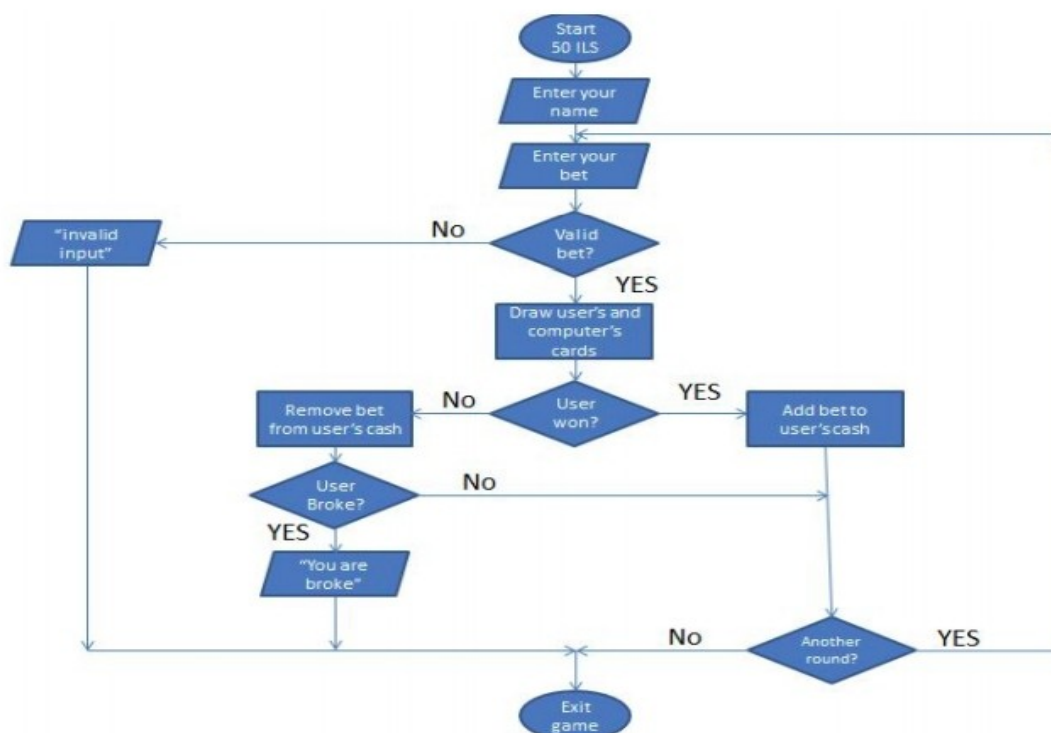 Start
50 ILS
Enter your
name
Enter your
bet
No
"invalid
input"
Valid
bet?
YES
Draw user's and
computer's
cards
No
YES
Remove bet
from user's cash
User
won?
Add bet to
user's cash
User
Broke?
No
YES
"You are
broke"
No
Another
round?
YES
Exit
game